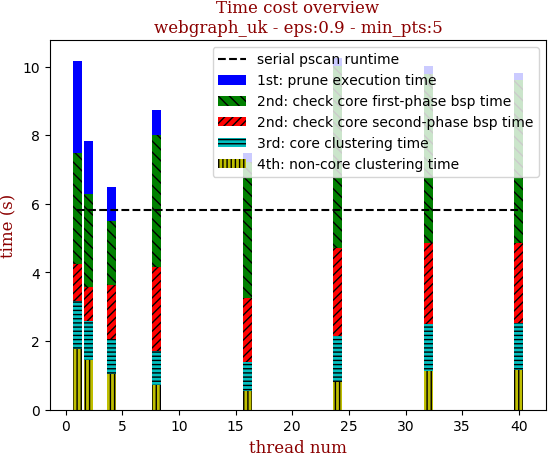 Time cost overview
webgraph_uk - eps:0.9 - min_pts:5
serial pscan runtime
1st: prune execution time
2nd: check core first-phase bsp time
2nd: check core second-phase bsp time
3rd: core clustering time
4th: non-core clustering time
time (s)
10
8
6
4
2
0
0 5 10 15 20 25 30 35 40
thread num